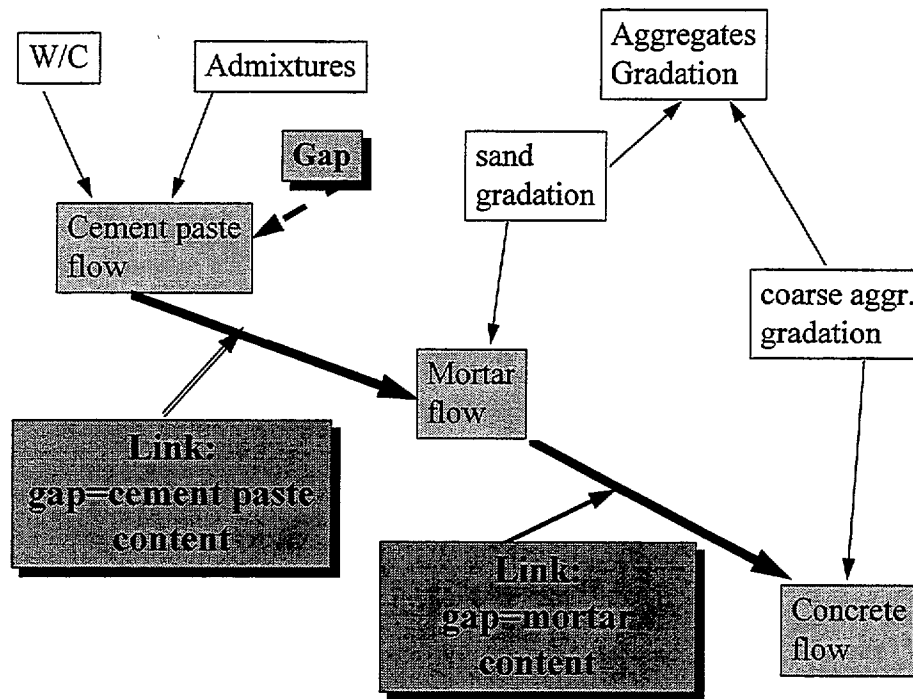 W/C
Admixtures
Aggregates
Gradation
Gap
sand
gradation
Cement paste
flow
coarse aggr.
gradation
Mortar
flow
Link:
gap=cement paste
content
Link:
gap=mortar
content
Concrete
flow